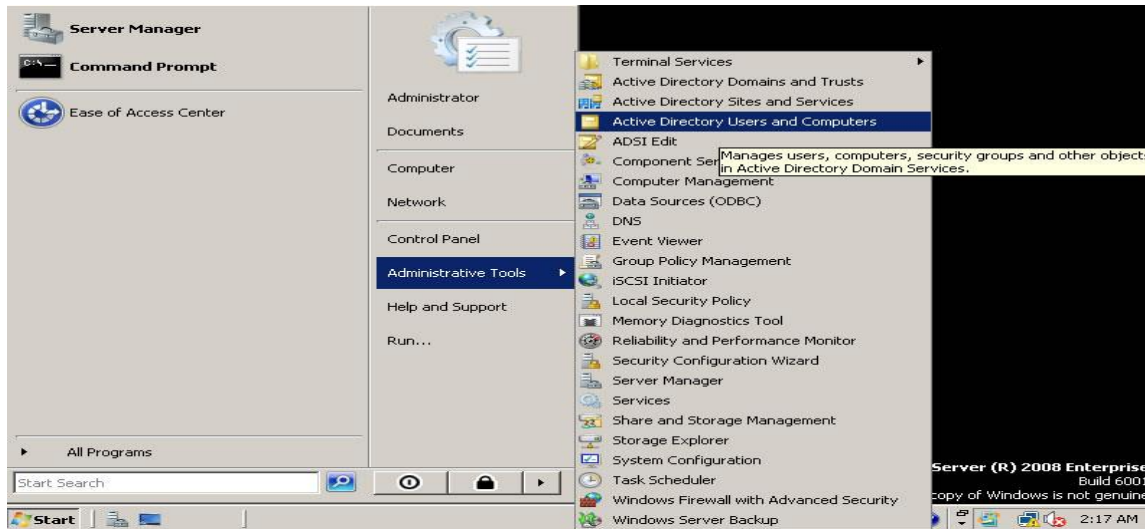 Server Manager
Command Prompt
Ease of Access Center
All Programs
Start Search
Start
Administrator
Documents
Computer
Network
Control Panel
Administrative Tools
Help and Support
Run...
Terminal Services
Active Directory Domains and Trusts
Active Directory Sites and Services
Active Directory Users and Computers
ADSI Edit
Component Ser
Manages users, computers, security groups and other object
in Active Directory Domain Services.
Computer Management
Data Sources (ODBC)
DNS
Event Viewer
Group Policy Management
iSCSI Initiator
Local Security Policy
Memory Diagnostics Tool
Reliability and Performance Monitor
Security Configuration Wizard
Server Manager
Services
Share and Storage Management
Storage Explorer
System Configuration
Task Scheduler
Windows Firewall with Advanced Security
Windows Server Backup
Server (R) 2008 Enterprise
Build 6001
copy of Windows is not genuine
2:17 AM